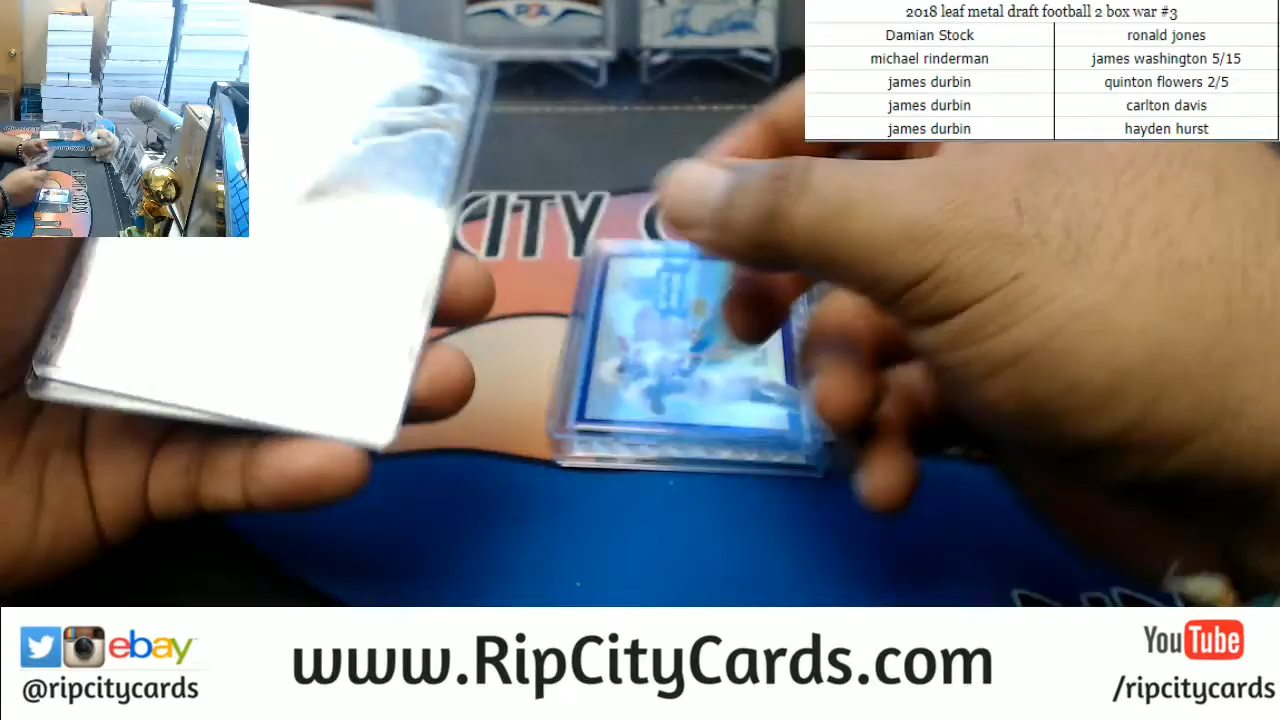 2018 leaf metal draft football 2 box war #3
Damian Stock ronald jones
michael rinderman james washington 5/15
james durbin quinton flowers 2/5
james durbin carlton davis
james durbin hayden hurst
PSA
CITY
ebay
@ripcitycards
www.RipCityCards.com
YouTube
/ripcitycards